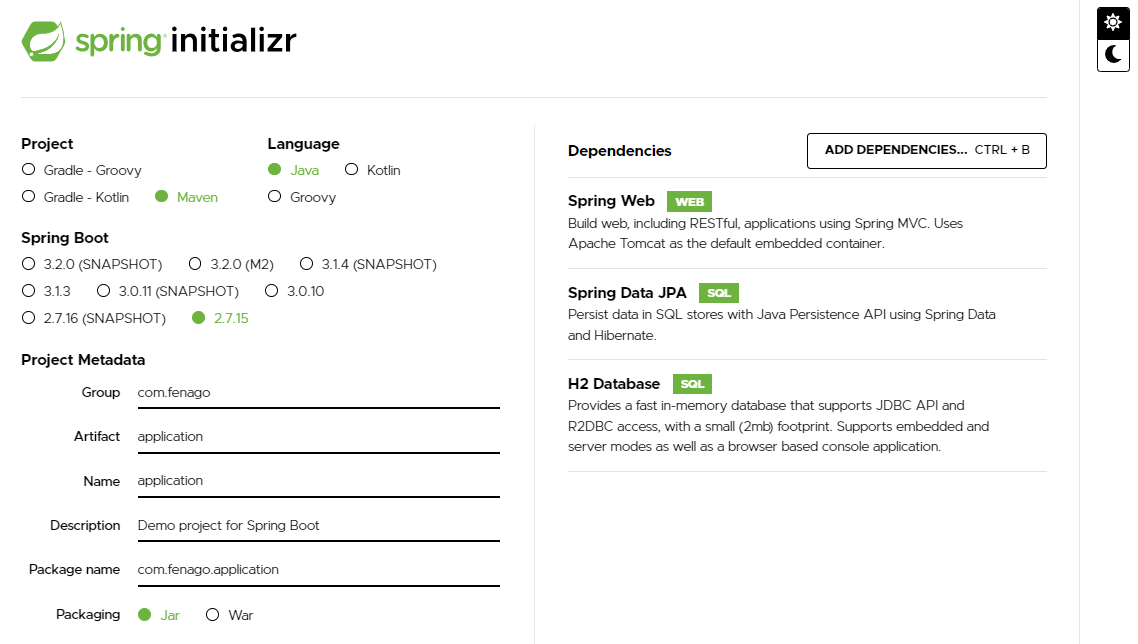 spring initializr
Project
Gradle - Groovy
Gradle - Kotlin Maven
Language
Java Kotlin
Groovy
Spring Boot
3.2.0 (SNAPSHOT) 3.2.0 (M2) 3.1.4 (SNAPSHOT)
3.1.3 3.0.11 (SNAPSHOT) 3.0.10
2.7.16 (SNAPSHOT) 2.7.15
Project Metadata
Group com.fenago
Artifact application
Name application
Description Demo project for Spring Boot
Package name com.fenago.application
Packaging Jar War
Dependencies ADD DEPENDENCIES... CTRL + B
Spring Web WEB
Build web, including RESTful, applications using Spring MVC. Uses
Apache Tomcat as the default embedded container.
Spring Data JPA SQL
Persist data in SQL stores with Java Persistence API using Spring Data
and Hibernate.
H2 Database SQL
Provides a fast in-memory database that supports JDBC API and
R2DBC access, with a small (2mb) footprint. Supports embedded and
server modes as well as a browser based console application.